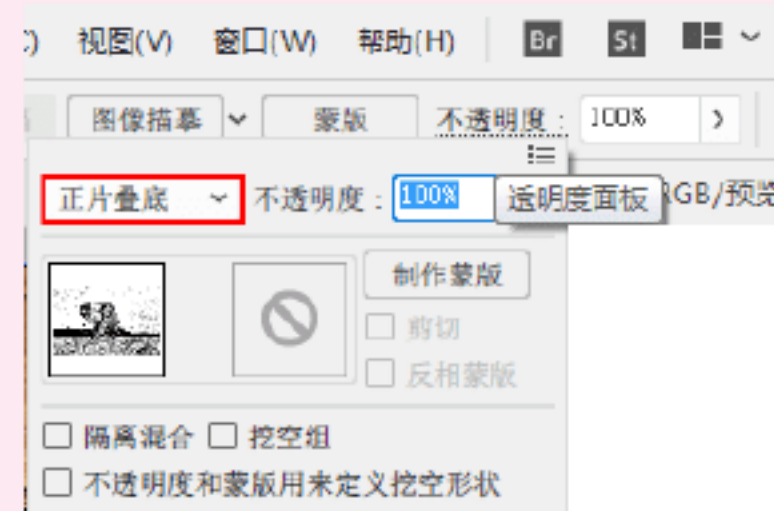 视图(V) 窗口(W) 帮助(H) Br St
图像描摹 蒙版 不透明度: 100%
正片叠底 不透明度: 100% 透明度面板 GB/预览
制作蒙版
剪切
反相蒙版
隔离混合 挖空组
不透明度和蒙版用来定义挖空形状